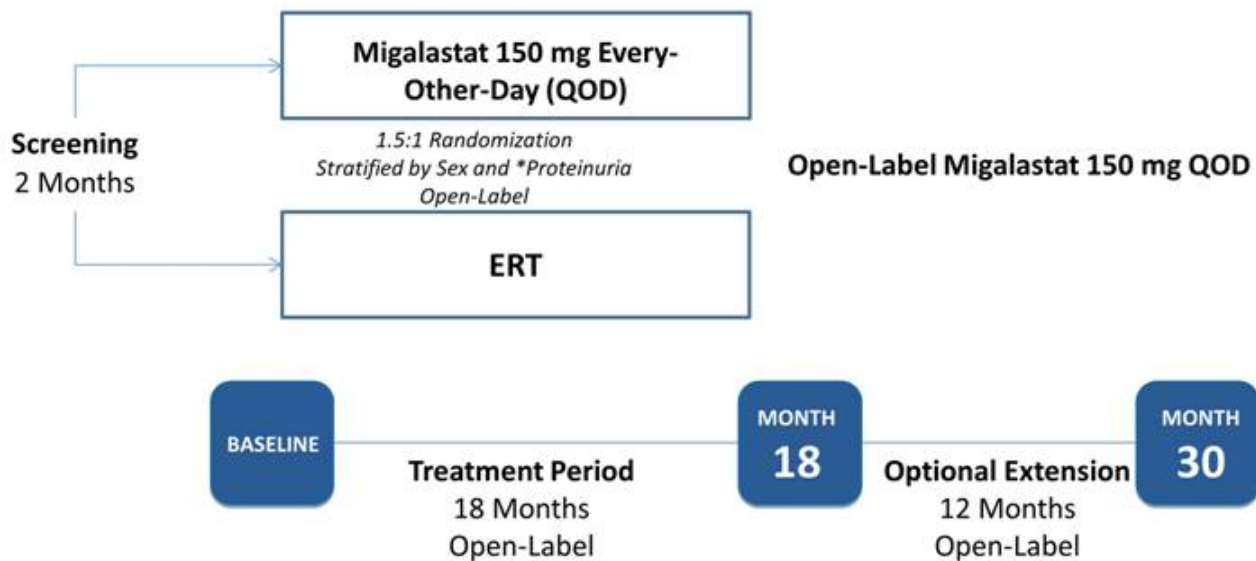 Migalastat 150 mg Every-
Other-Day (QOD)
Screening
2 Months
1.5:1 Randomization
Stratified by Sex and *Proteinuria
Open-Label
Open-Label Migalastat 150 mg QOD
ERT
BASELINE
Treatment Period
18 Months
Open-Label
MONTH
18
Optional Extension
12 Months
Open-Label
MONTH
30